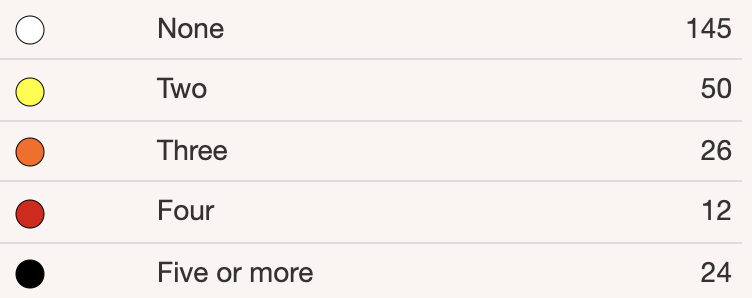 None 145
Two 50
Three 26
Four 12
Five or more 24